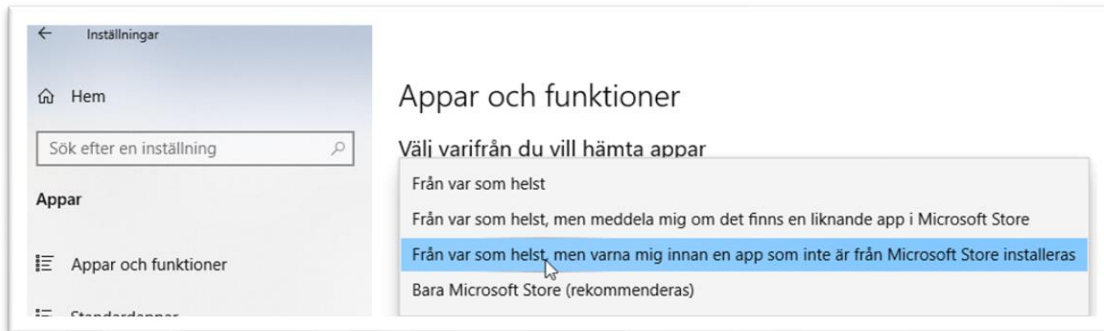 Inställningar
Hem
Sök efter en inställning
Appar
Appar och funktioner
Standardappar
Appar och funktioner
Välj varifrån du vill hämta appar
Från var som helst
Från var som helst, men meddela mig om det finns en liknande app i Microsoft Store
Från var som helst, men varna mig innan en app som inte är från Microsoft Store installeras
Bara Microsoft Store (rekommenderas)